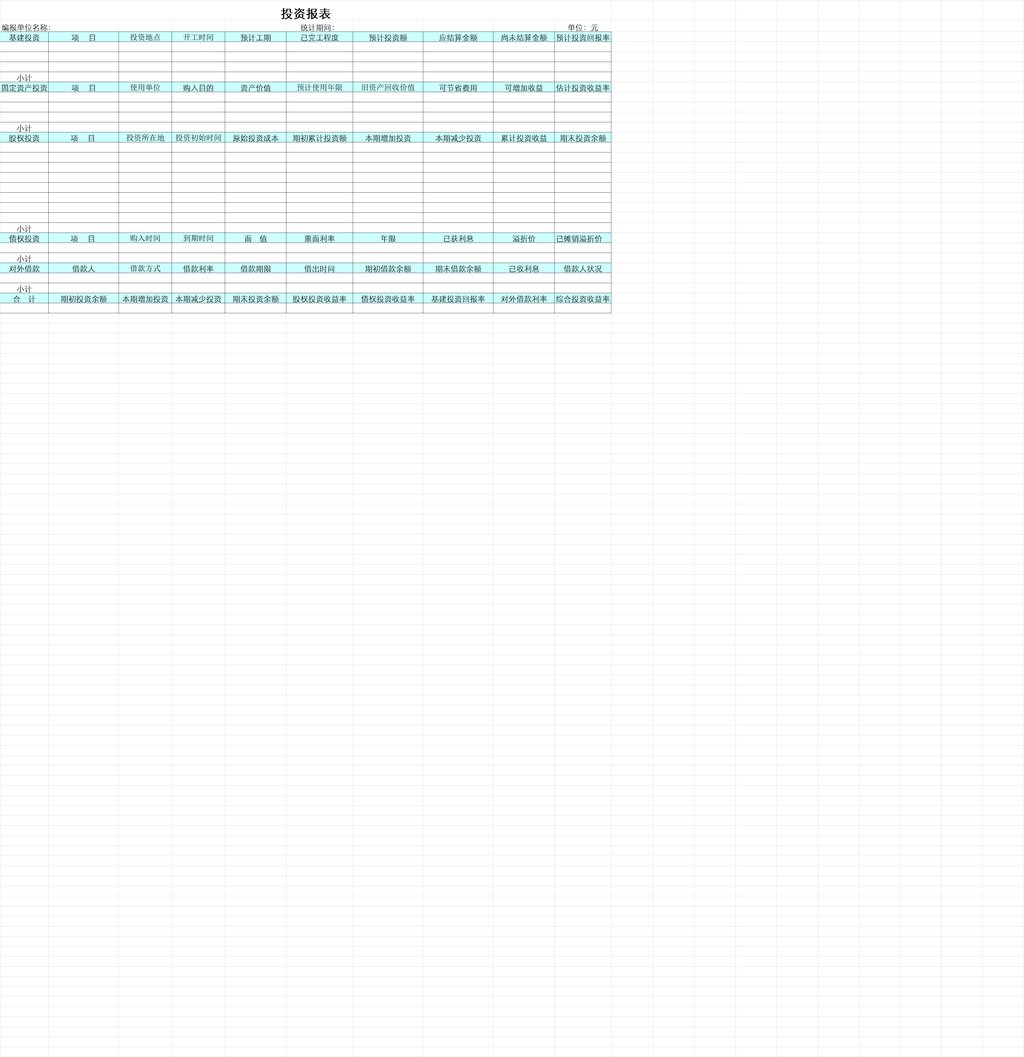 投资报表
编报单位名称: 统计期间: 单位: 元
基建投资 项 目 投资地点 开工时间 预计工期 已完工程度 预计投资额 应结算金额 尚未结算金额 预计投资回报率
小计
固定资产投资 项 目 使用单位 购入目的 资产价值 预计使用年限 旧资产回收价值 可节省费用 可增加收益 估计投资收益率
小计
股权投资 项 目 投资所在地 投资初始时间 原始投资成本 期初累计投资额 本期增加投资 本期减少投资 累计投资收益 期末投资余额
小计
债权投资 项 目 购入时间 到期时间 面 值 票面利率 年限 已获利息 溢折价 已摊销溢折价
小计
对外借款 借款人 借款方式 借款利率 借款期限 借出时间 期初借款余额 期末借款余额 已收利息 借款人状况
小计
合 计 期初投资余额 本期增加投资 本期减少投资 期末投资余额 股权投资收益率 债权投资收益率 基建投资回报率 对外借款利率 综合投资收益率